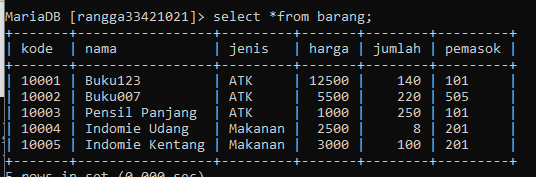 MariaDB [rangga33421021]> select *from barang;
+-------+----------------+---------+-------+--------+---------+
| kode  | nama           | jenis   | harga | jumlah | pemasok |
+-------+----------------+---------+-------+--------+---------+
| 10001 | Buku123        | ATK     | 12500 |    140 | 101     |
| 10002 | Buku007        | ATK     |  5500 |    220 | 505     |
| 10003 | Pensil Panjang | ATK     |  1000 |    250 | 101     |
| 10004 | Indomie Udang  | Makanan |  2500 |      8 | 201     |
| 10005 | Indomie Kentang | Makanan |  3000 |    100 | 201     |
+-------+----------------+---------+-------+--------+---------+
5 rows in set (0.000 sec)